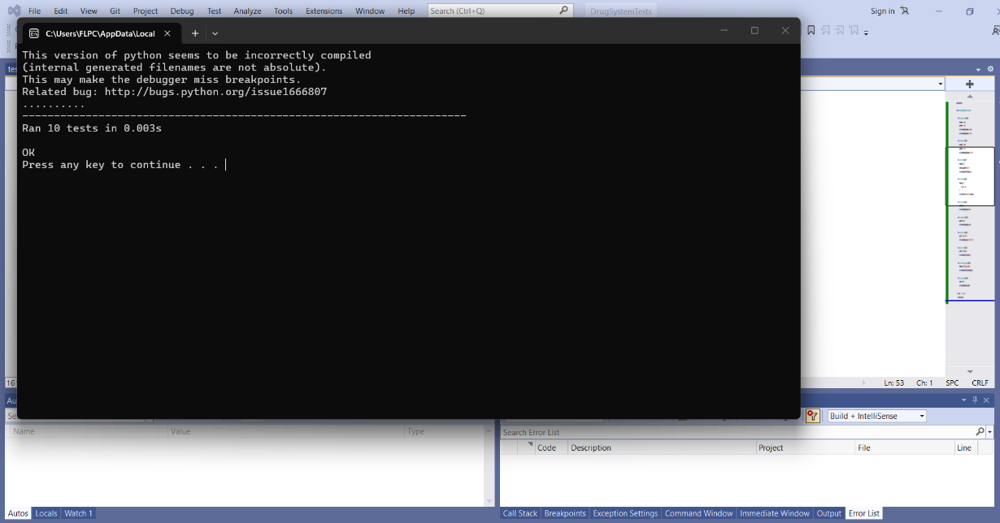 File Edit View Git Project Debug Test Analyze Tools Extensions Window Help Search (Ctrl+Q) DrugSystemTests Sign in
C:\Users\FLPC\AppData\Local
This version of python seems to be incorrectly compiled
(internal generated filenames are not absolute).
This may make the debugger miss breakpoints.
Related bug: http://bugs.python.org/issue1666807
..........
----------------------------------------------------------------------
Ran 10 tests in 0.003s
OK
Press any key to continue . . .
Ln: 53 Ch: 1 SPC CRLF
Build + IntelliSense
Name Value Type
Search Error List
Code Description Project File Line
Autos Locals Watch 1
Call Stack Breakpoints Exception Settings Command Window Immediate Window Output Error List